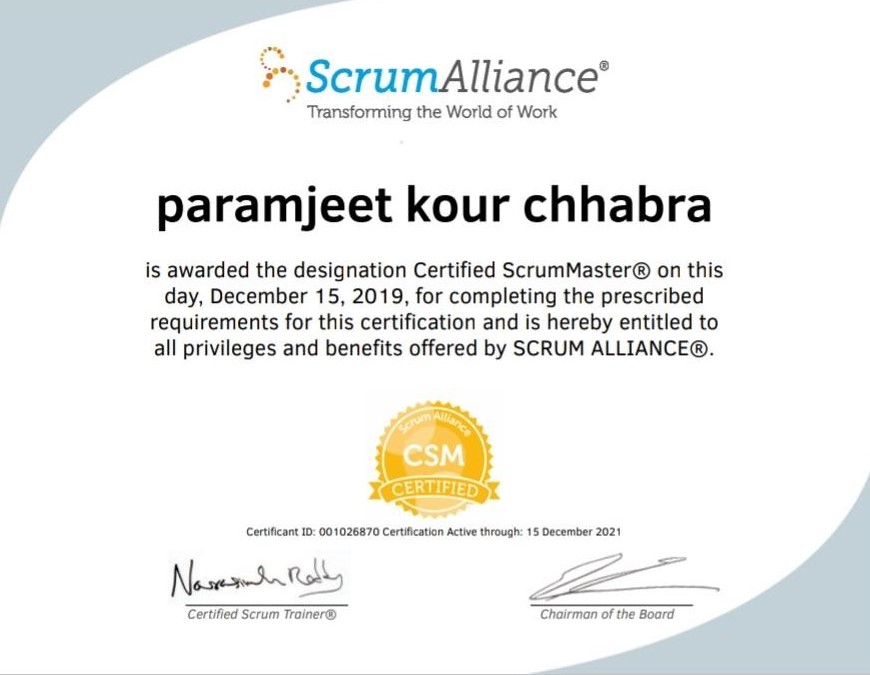 ScrumAlliance®
Transforming the World of Work
paramjeet kour chhabra
is awarded the designation Certified ScrumMaster® on this
day, December 15, 2019, for completing the prescribed
requirements for this certification and is hereby entitled to
all privileges and benefits offered by SCRUM ALLIANCE®.
Scrum Alliance
CSM
CERTIFIED
Certificant ID: 001026870 Certification Active through: 15 December 2021
Certified Scrum Trainer®
Chairman of the Board